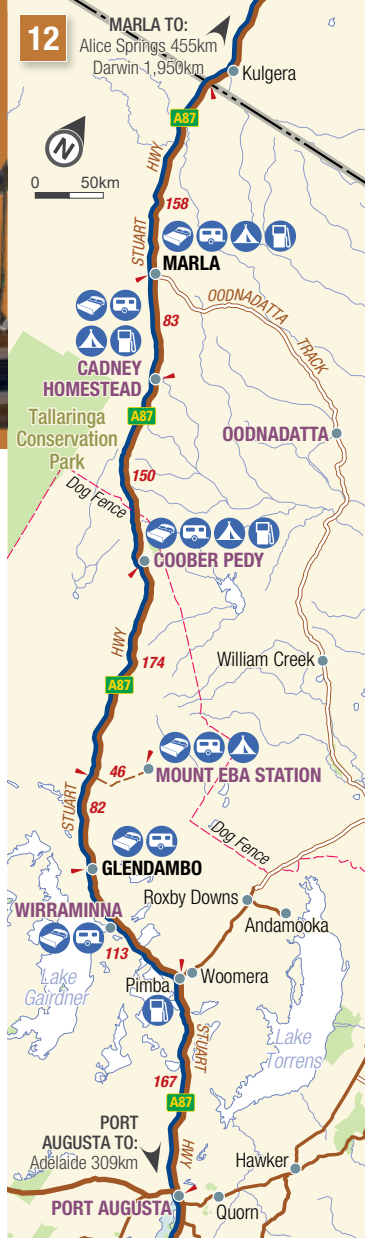 12
MARLA TO:
Alice Springs 455km
Darwin 1,950km
Kulgera
A87
N
0 50km
HWY
158
STUART
MARLA
OODNADATTA
TRACK
83
CADNEY
HOMESTEAD
A87
Tallaringa
Conservation
Park
OODNADATTA
150
Dog Fence
COOBER PEDY
HWY
174
William Creek
A87
46
MOUNT EBA STATION
STUART
82
Dog Fence
GLENDAMBO
Roxby Downs
WIRRAMINNA
Andamooka
113
Lake
Gairdner
Pimba
Woomera
STUART
Lake
Torrens
167
A87
PORT
AUGUSTA TO:
Adelaide 309km
HWY
Hawker
PORT AUGUSTA
Quorn